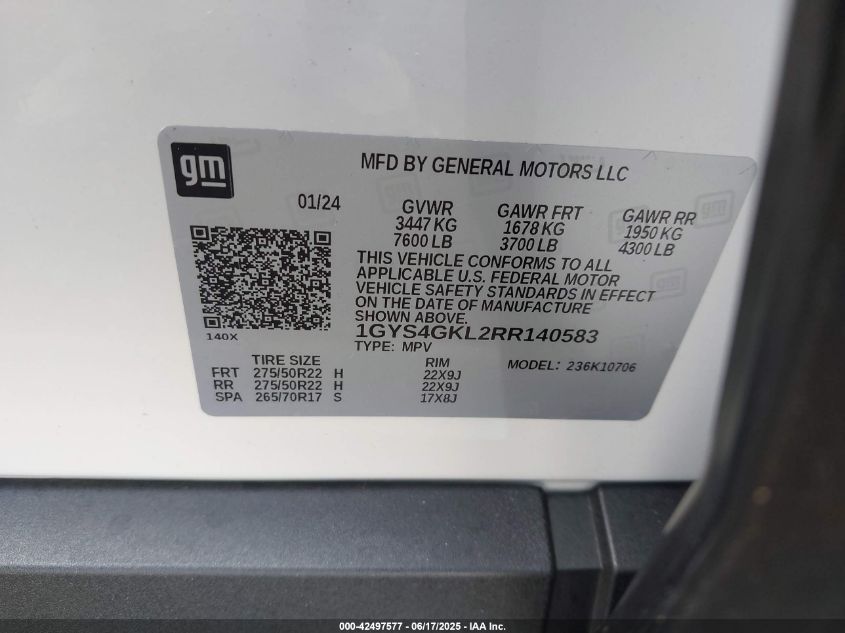 gm
MFD BY GENERAL MOTORS LLC
01/24
GVWR GAWR FRT GAWR RR
3447 KG 1678 KG 1950 KG
7600 LB 3700 LB 4300 LB
THIS VEHICLE CONFORMS TO ALL
APPLICABLE U.S. FEDERAL MOTOR
VEHICLE SAFETY STANDARDS IN EFFECT
ON THE DATE OF MANUFACTURE
SHOWN ABOVE.
140X
1GYS4GKL2RR140583
TYPE: MPV
TIRE SIZE RIM MODEL: 236K10706
FRT 275/50R22 H 22X9J
RR 275/50R22 H 22X9J
SPA 265/70R17 S 17X8J
000-42497577 - 06/17/2025 - IAA Inc.